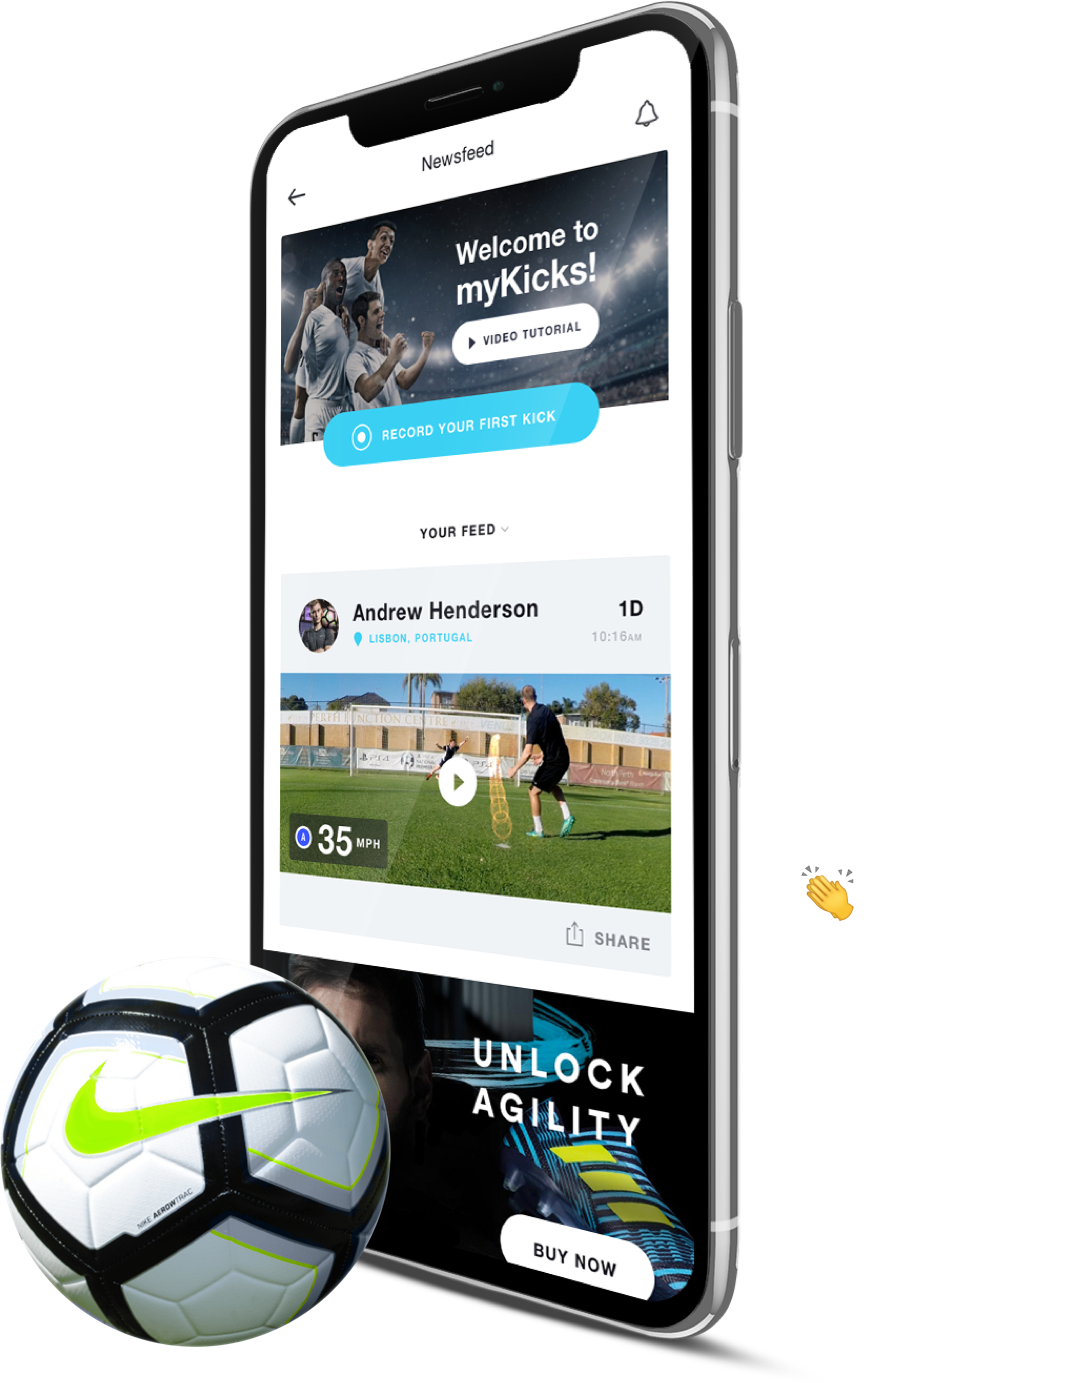 Newsfeed
Welcome to
myKicks!
VIDEO TUTORIAL
RECORD YOUR FIRST KICK
YOUR FEED
Andrew Henderson
1D
LISBON, PORTUGAL
10:16AM
PS4
A 35 MPH
SHARE
UNLOCK
AGILITY
BUY NOW
NIKE AEROWTRAC